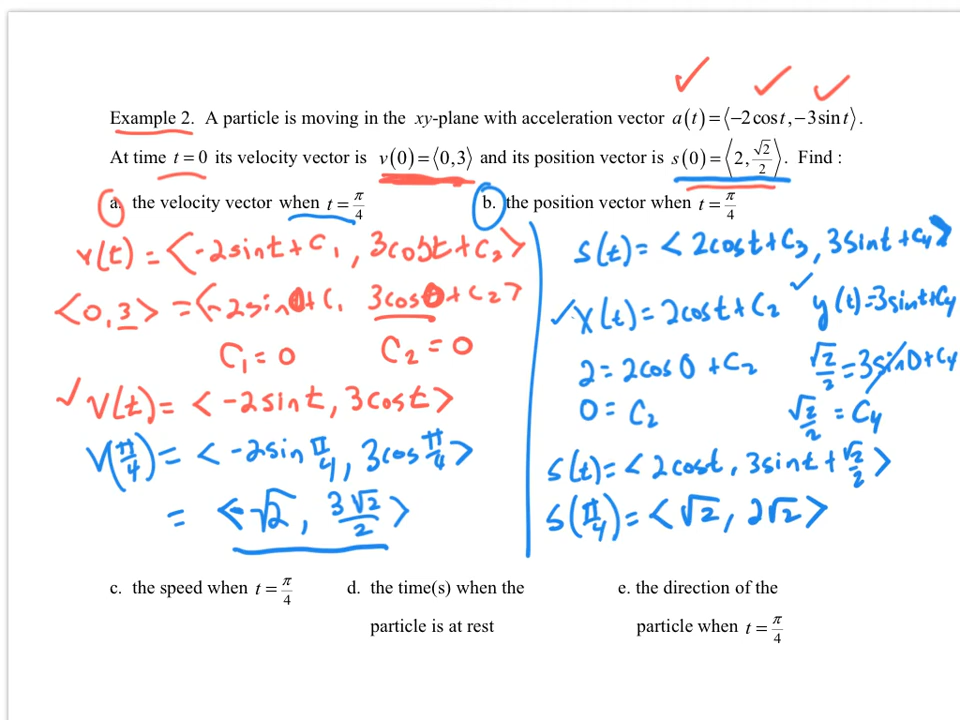 Example 2. A particle is moving in the xy-plane with acceleration vector a(t)=⟨−2cost,−3sint⟩.
At time t=0 its velocity vector is v(0)=⟨0,3⟩ and its position vector is s(0)=⟨2,√2/2⟩. Find :
a. the velocity vector when t=π/4
v(t)=<-2sint+C₁, 3cost+C₂>
<0,3>=<-2sin0+C₁ 3cos0+C₂>
C₁=0 C₂=0
v(t)=<-2sint, 3cost>
v(π/4)=<-2sin π/4, 3cos π/4>
=<-√2, 3√2/2>
b. the position vector when t=π/4
s(t)=<2cost+C₃, 3sint+C₄>
x(t)=2cost+C₂ y(t)=3sint+C₄
2=2cos0+C₂ √2/2=3sin0+C₄
0=C₂ √2/2=C₄
s(t)=<2cost, 3sint+√2/2>
s(π/4)=<√2, 2√2>
c. the speed when t=π/4
d. the time(s) when the
particle is at rest
e. the direction of the
particle when t=π/4